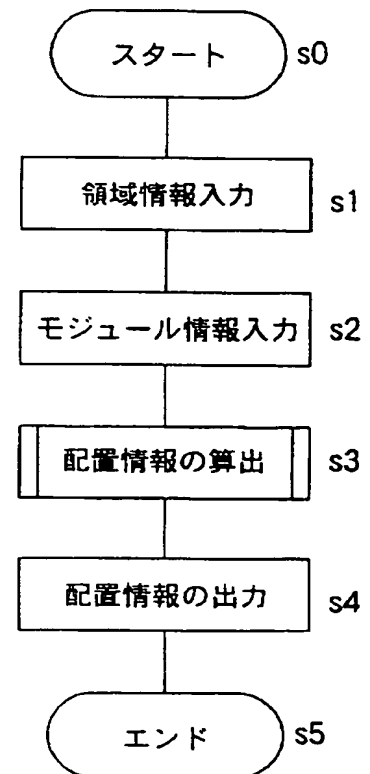 スタート s0
領域情報入力 s1
モジュール情報入力 s2
配置情報の算出 s3
配置情報の出力 s4
エンド s5